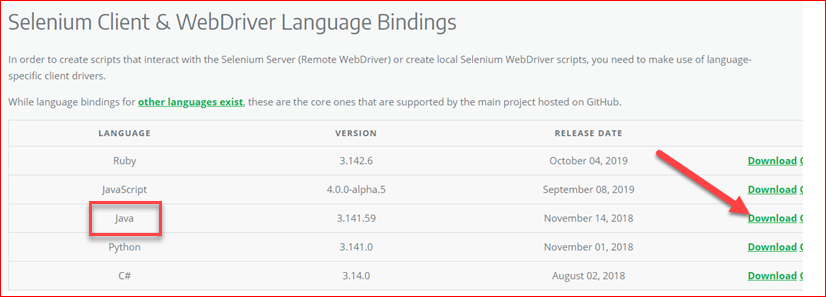 Selenium Client & WebDriver Language Bindings
In order to create scripts that interact with the Selenium Server (Remote WebDriver) or create local Selenium WebDriver scripts, you need to make use of language-
specific client drivers.
While language bindings for other languages exist, these are the core ones that are supported by the main project hosted on GitHub.
LANGUAGE VERSION RELEASE DATE
Ruby 3.142.6 October 04, 2019 Download
JavaScript 4.0.0-alpha.5 September 08, 2019 Download
Java 3.141.59 November 14, 2018 Download
Python 3.141.0 November 01, 2018 Download
C# 3.14.0 August 02, 2018 Download